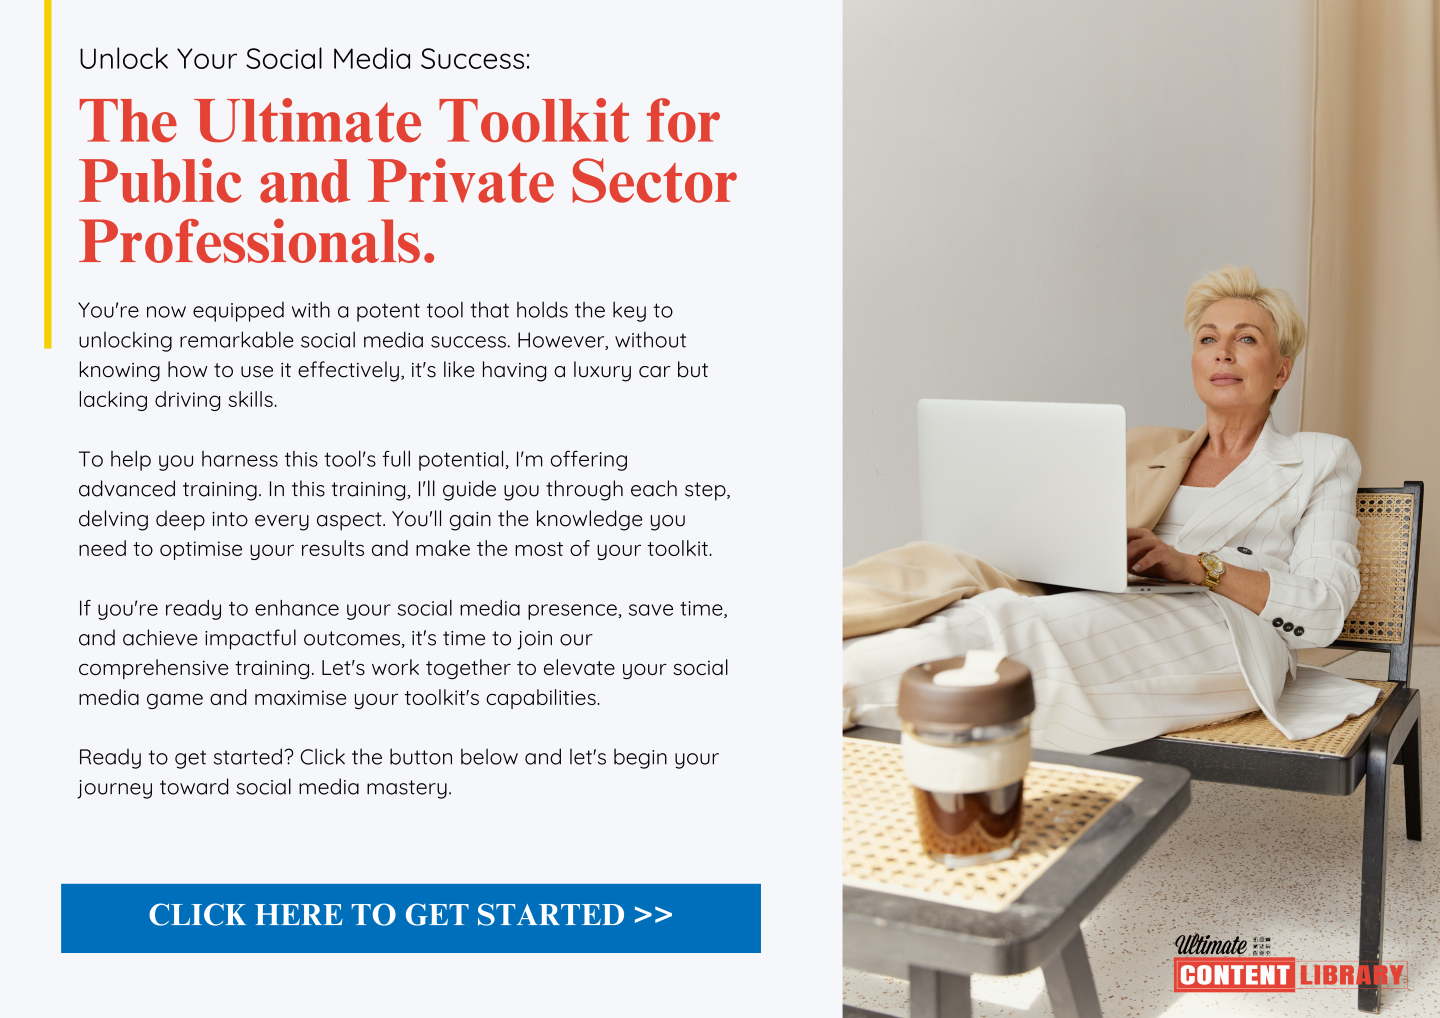 Unlock Your Social Media Success:
The Ultimate Toolkit for
Public and Private Sector
Professionals.
You're now equipped with a potent tool that holds the key to
unlocking remarkable social media success. However, without
knowing how to use it effectively, it's like having a luxury car but
lacking driving skills.
To help you harness this tool's full potential, I'm offering
advanced training. In this training, I'll guide you through each step,
delving deep into every aspect. You'll gain the knowledge you
need to optimise your results and make the most of your toolkit.
If you're ready to enhance your social media presence, save time,
and achieve impactful outcomes, it's time to join our
comprehensive training. Let's work together to elevate your social
media game and maximise your toolkit's capabilities.
Ready to get started? Click the button below and let's begin your
journey toward social media mastery.
CLICK HERE TO GET STARTED >>
Ultimate
CONTENT LIBRARY